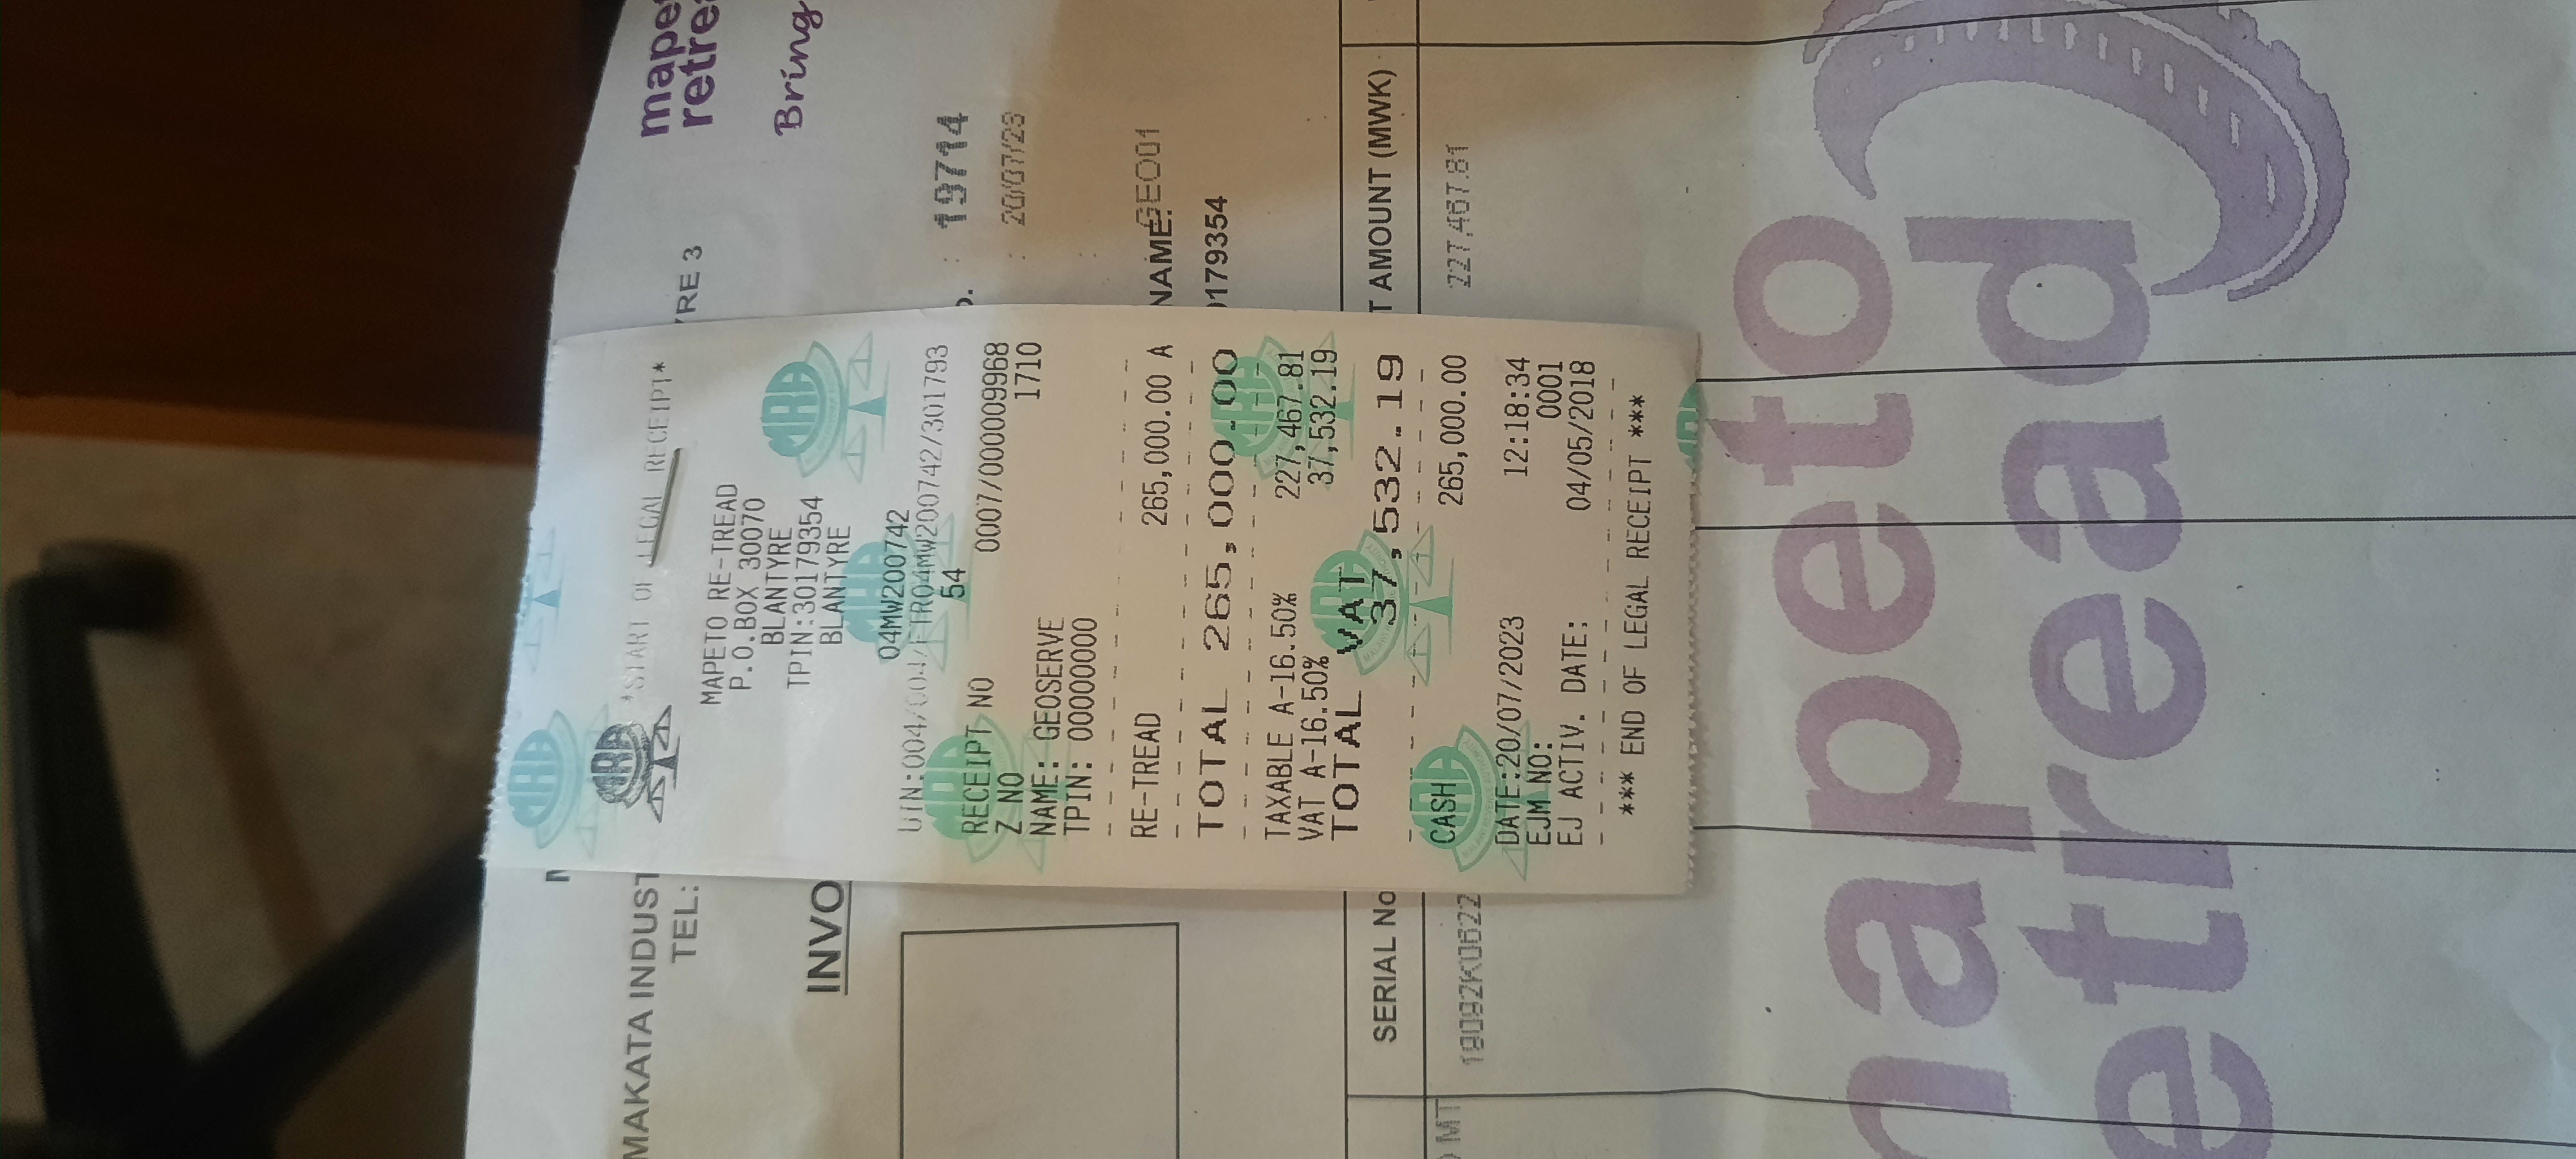 MAKATA INDUST
TEL:
YRE 3
mape
retre
Bring
INVO
19714
20/07/23
NAME:
GEO01
0179354
SERIAL No
T AMOUNT (MWK)
MT
19092K0622
227,467.81
MRA
*START OF LEGAL RECEIPT*
MAPETO RE-TREAD
P.O.BOX 30070
BLANTYRE
TPIN:30179354
BLANTYRE
04MW200742
UIN:004/004/ETR04MW200742/301793
54
RECEIPT NO 0007/000009968
Z NO 1710
NAME: GEOSERVE
TPIN: 00000000
RE-TREAD 265,000.00 A
TOTAL 265,000.00
TAXABLE A-16.50% 227,467.81
VAT A-16.50% 37,532.19
TOTAL VAT
37,532.19
CASH 265,000.00
DATE:20/07/2023 12:18:34
EJM NO: 0001
EJ ACTIV. DATE: 04/05/2018
*** END OF LEGAL RECEIPT ***
mapeto
retread